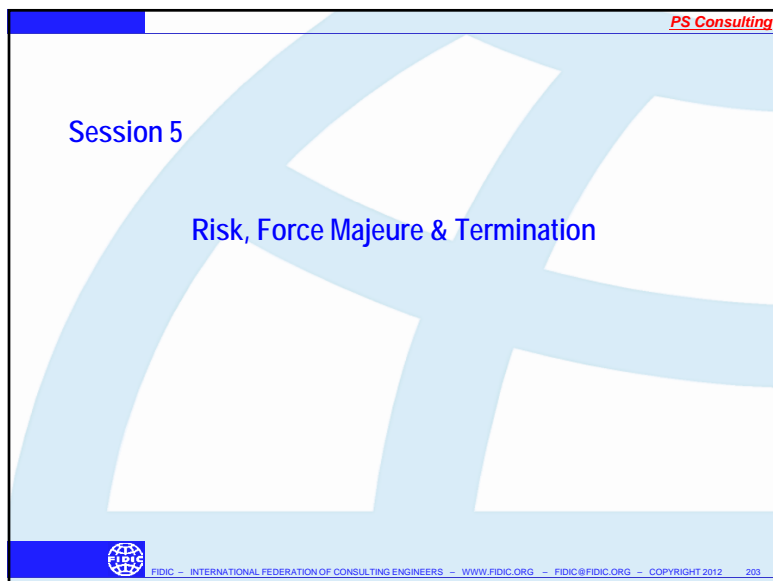 PS Consulting
Session 5
Risk, Force Majeure & Termination
FIDIC
FIDIC – INTERNATIONAL FEDERATION OF CONSULTING ENGINEERS – WWW.FIDIC.ORG – FIDIC@FIDIC.ORG – COPYRIGHT 2012 203